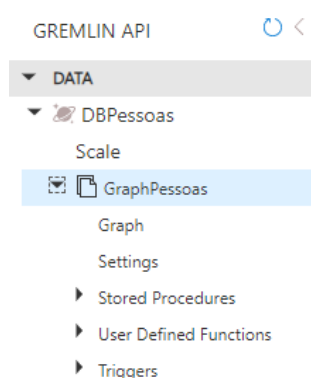 GREMLIN API
DATA
DBPessoas
Scale
GraphPessoas
Graph
Settings
Stored Procedures
User Defined Functions
Triggers